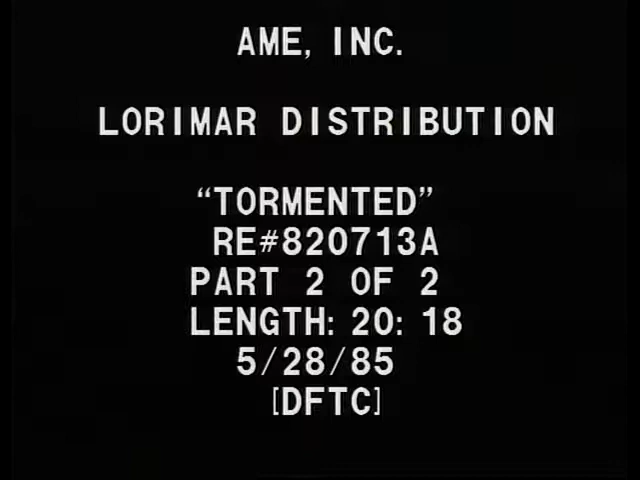 AME, INC.
LORIMAR DISTRIBUTION
“TORMENTED”
RE#820713A
PART 2 OF 2
LENGTH: 20: 18
5/28/85
[DFTC]